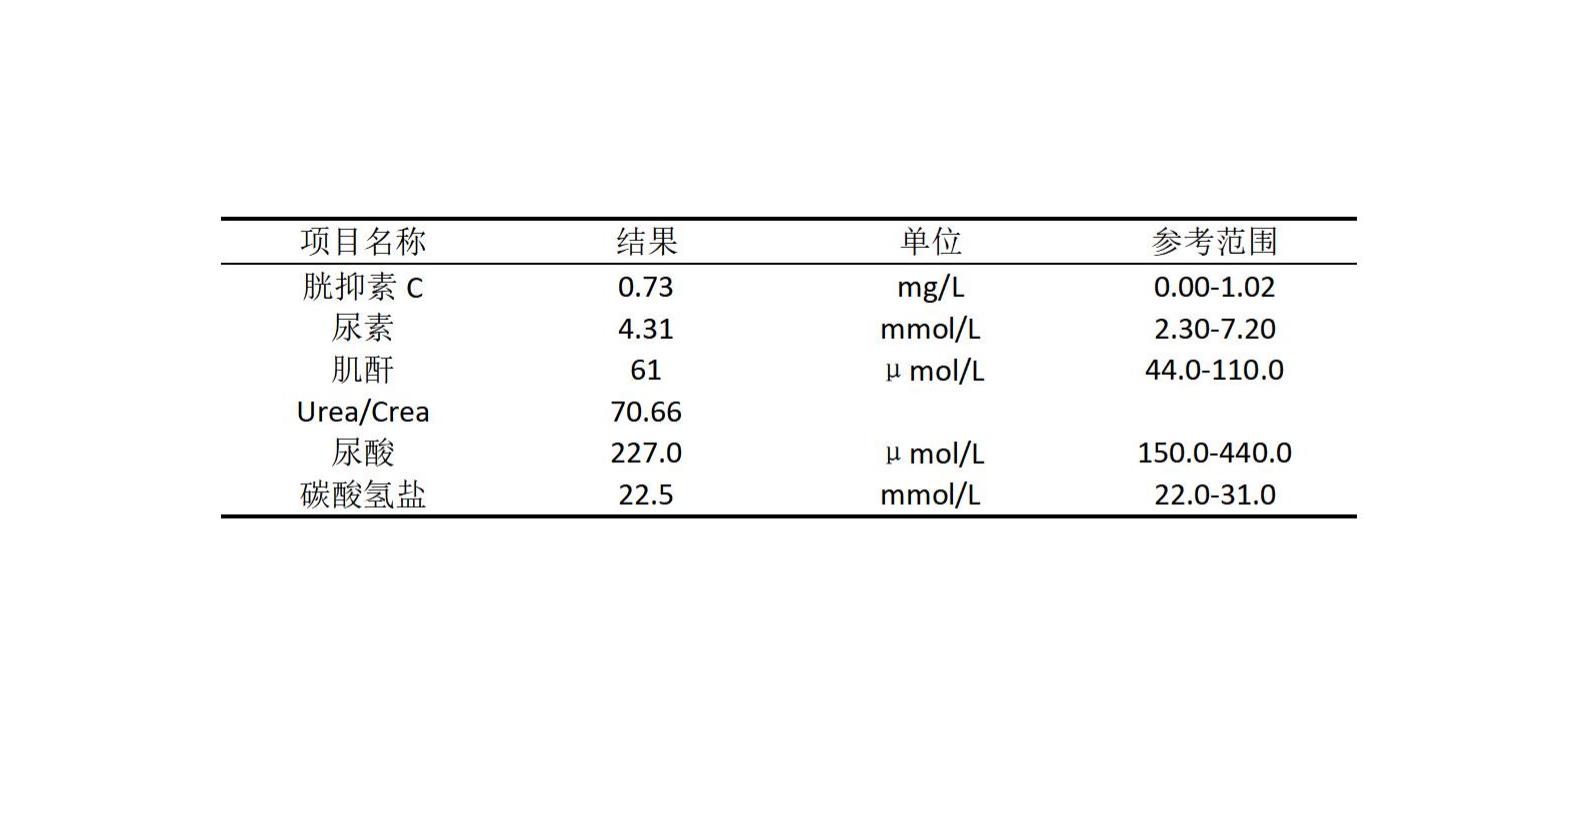 项目名称 结果 单位 参考范围
胱抑素 C 0.73 mg/L 0.00-1.02
尿素 4.31 mmol/L 2.30-7.20
肌酐 61 μmol/L 44.0-110.0
Urea/Crea 70.66
尿酸 227.0 μmol/L 150.0-440.0
碳酸氢盐 22.5 mmol/L 22.0-31.0